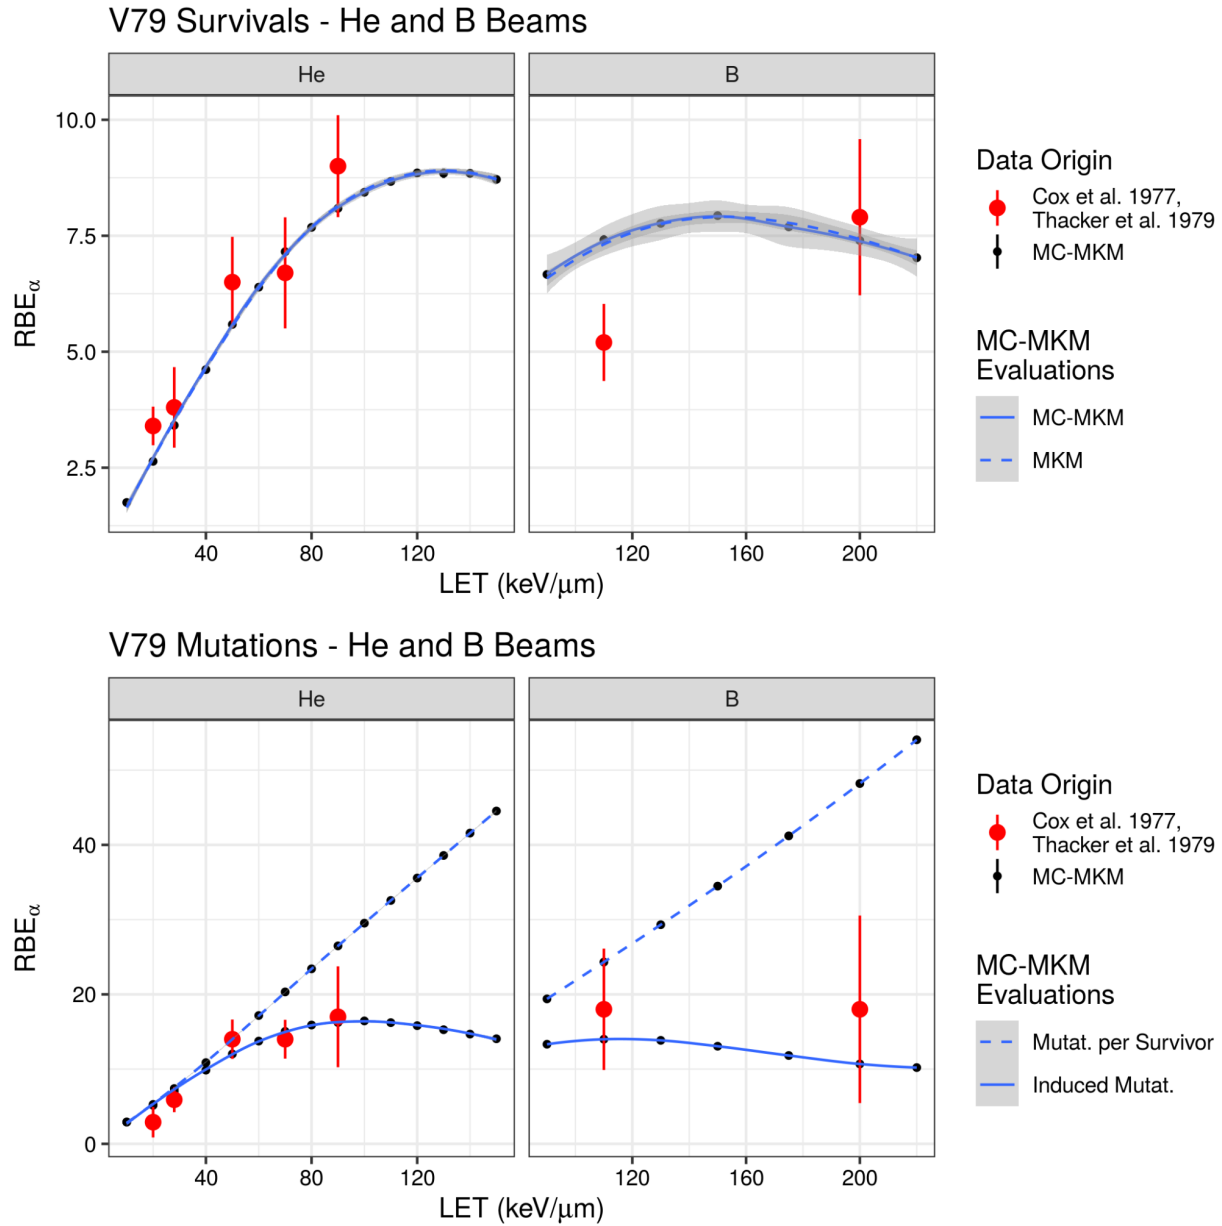 V79 Survivals - He and B Beams
He
B
10.0
7.5
5.0
2.5
RBEα
40
80
120
120
160
200
LET (keV/μm)
Data Origin
Cox et al. 1977,
Thacker et al. 1979
MC-MKM
MC-MKM
Evaluations
MC-MKM
MKM
V79 Mutations - He and B Beams
He
B
40
20
0
RBEα
40
80
120
120
160
200
LET (keV/μm)
Data Origin
Cox et al. 1977,
Thacker et al. 1979
MC-MKM
MC-MKM
Evaluations
Mutat. per Survivor
Induced Mutat.